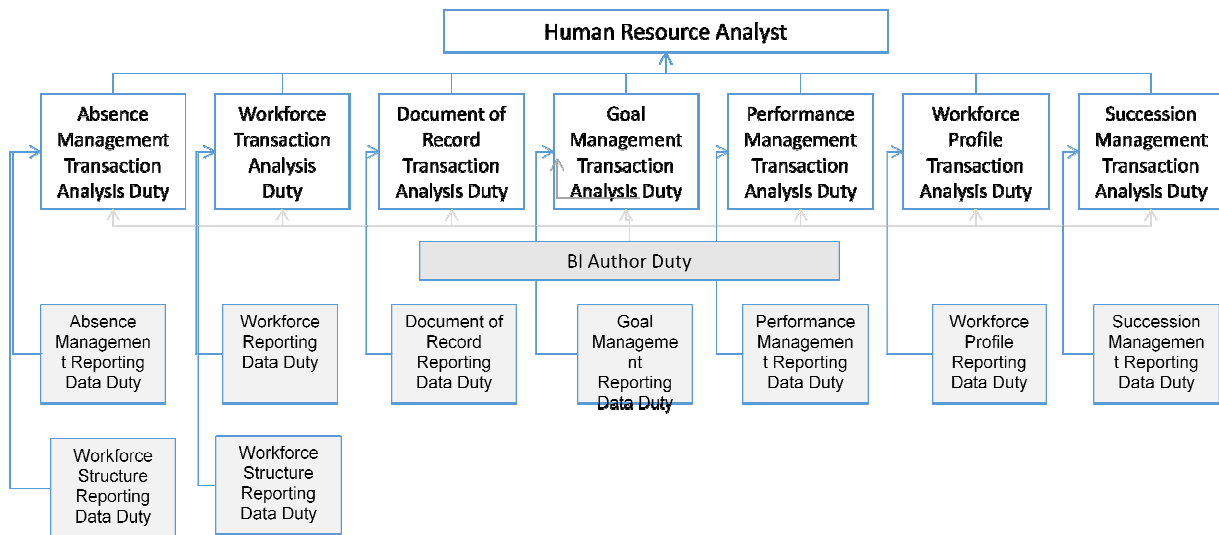 Human Resource Analyst
Absence
Management
Transaction
Analysis Duty
Workforce
Transaction
Analysis
Duty
Document of
Record
Transaction
Analysis Duty
Goal
Management
Transaction
Analysis Duty
Performance
Management
Transaction
Analysis Duty
Workforce
Profile
Transaction
Analysis Duty
Succession
Management
Transaction
Analysis Duty
BI Author Duty
Absence
Managemen
t Reporting
Data Duty
Workforce
Reporting
Data Duty
Document of
Record
Reporting
Data Duty
Goal
Manageme
nt
Reporting
Data Duty
Performance
Managemen
t Reporting
Data Duty
Workforce
Profile
Reporting
Data Duty
Succession
Manageme
nt Reporting
Data Duty
Workforce
Structure
Reporting
Data Duty
Workforce
Structure
Reporting
Data Duty